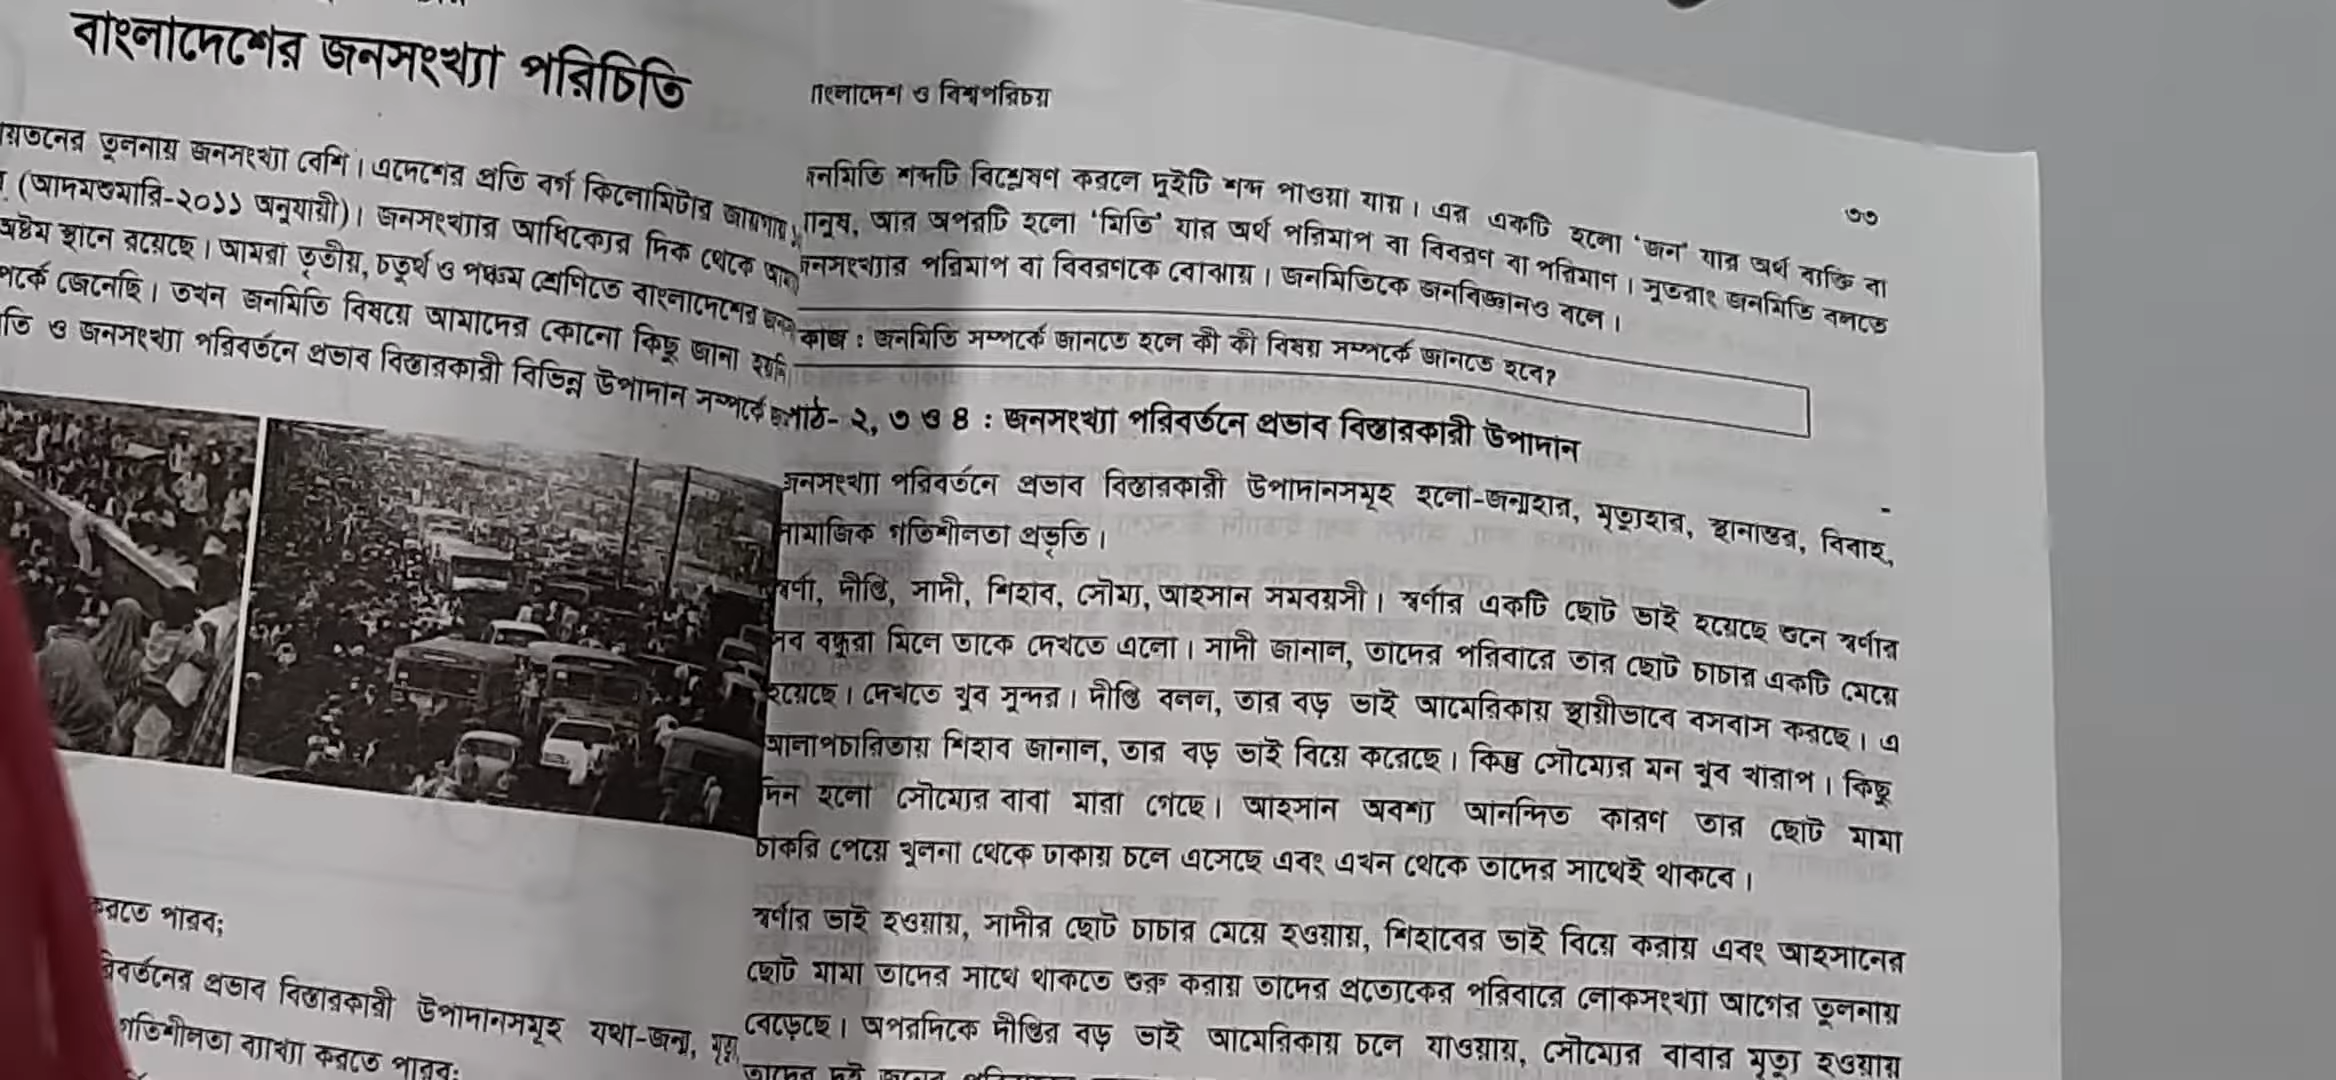 বাংলাদেশের জনসংখ্যা পরিচিতি
তুলনায় জনসংখ্যা বেশি। এদেশের প্রতি বর্গ কিলোমিটার জায়গায়
(আদমশুমারি-২০১১ অনুযায়ী)। জনসংখ্যার আধিক্যের দিক থেকে
অষ্টম স্থানে রয়েছে। আমরা তৃতীয়, চতুর্থ ও পঞ্চম শ্রেণিতে বাংলাদেশের
জেনেছি। তখন জনমিতি বিষয়ে আমাদের কোনো কিছু জানা হয়নি
ও জনসংখ্যা পরিবর্তনে প্রভাব বিস্তারকারী বিভিন্ন উপাদান সম্পর্কে
করতে পারব;
প্রভাব বিস্তারকারী উপাদানসমূহ যথা-জন্ম,
গতিশীলতা ব্যাখ্যা করতে পারব;
ও বিশ্বপরিচয়
৩৩
জনমিতি শব্দটি বিশ্লেষণ করলে দুইটি শব্দ পাওয়া যায়। এর একটি হলো ‘জন’ যার অর্থ ব্যক্তি বা
মানুষ, আর অপরটি হলো ‘মিতি’ যার অর্থ পরিমাপ বা বিবরণ বা পরিমাণ। সুতরাং জনমিতি বলতে
জনসংখ্যার পরিমাপ বা বিবরণকে বোঝায়। জনমিতিকে জনবিজ্ঞানও বলে।
কাজ : জনমিতি সম্পর্কে জানতে হলে কী কী বিষয় সম্পর্কে জানতে হবে?
পাঠ- ২, ৩ ও ৪ : জনসংখ্যা পরিবর্তনে প্রভাব বিস্তারকারী উপাদান
জনসংখ্যা পরিবর্তনে প্রভাব বিস্তারকারী উপাদানসমূহ হলো-জন্মহার, মৃত্যুহার, স্থানান্তর, বিবাহ,
সামাজিক গতিশীলতা প্রভৃতি।
স্বর্ণা, দীপ্তি, সাদী, শিহাব, সৌম্য, আহসান সমবয়সী। স্বর্ণার একটি ছোট ভাই হয়েছে শুনে স্বর্ণার
সব বন্ধুরা মিলে তাকে দেখতে এলো। সাদী জানাল, তাদের পরিবারে তার ছোট চাচার একটি মেয়ে
হয়েছে। দেখতে খুব সুন্দর। দীপ্তি বলল, তার বড় ভাই আমেরিকায় স্থায়ীভাবে বসবাস করছে। এ
আলাপচারিতায় শিহাব জানাল, তার বড় ভাই বিয়ে করেছে। কিন্তু সৌম্যের মন খুব খারাপ। কিছু
দিন হলো সৌম্যের বাবা মারা গেছে। আহসান অবশ্য আনন্দিত কারণ তার ছোট মামা
চাকরি পেয়ে খুলনা থেকে ঢাকায় চলে এসেছে এবং এখন থেকে তাদের সাথেই থাকবে।
স্বর্ণার ভাই হওয়ায়, সাদীর ছোট চাচার মেয়ে হওয়ায়, শিহাবের ভাই বিয়ে করায় এবং আহসানের
ছোট মামা তাদের সাথে থাকতে শুরু করায় তাদের প্রত্যেকের পরিবারে লোকসংখ্যা আগের তুলনায়
বেড়েছে। অপরদিকে দীপ্তির বড় ভাই আমেরিকায় চলে যাওয়ায়, সৌম্যের বাবার মৃত্যু হওয়ায়
তাদের দুই জনের